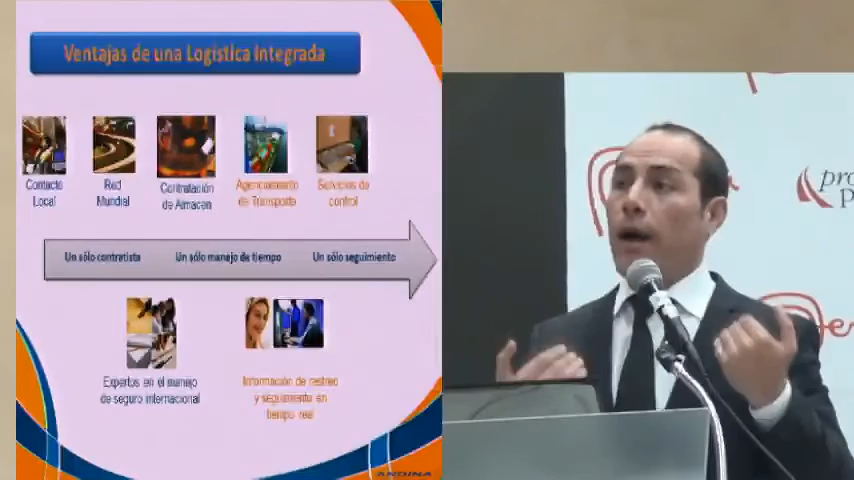 Ventajas de una Logística Integrada
Contacto
Local
Red
Mundial
Contratación
de Almacen
Agenciamiento
de Transporte
Servicios de
control
Un sólo contratista
Un sólo manejo de tiempo
Un sólo seguimiento
Expertos en el manejo
de seguro internacional
Información de rastreo
y seguimiento en
tiempo real
ANDINA
pro
P